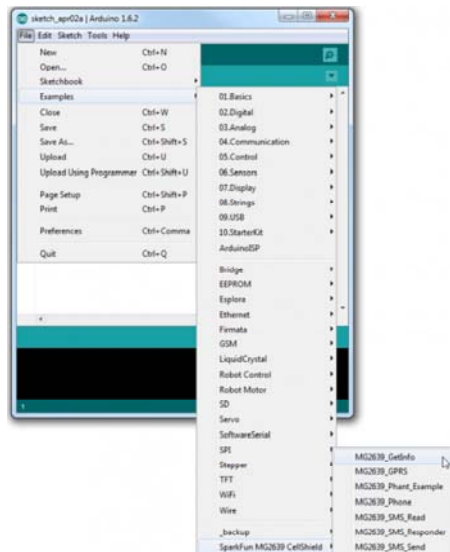 sketch_apr02a | Arduino 1.6.2
File Edit Sketch Tools Help
New Ctrl+N
Open... Ctrl+O
Sketchbook
Examples
Close Ctrl+W
Save Ctrl+S
Save As... Ctrl+Shift+S
Upload Ctrl+U
Upload Using Programmer Ctrl+Shift+U
Page Setup Ctrl+Shift+P
Print Ctrl+P
Preferences Ctrl+Comma
Quit Ctrl+Q
01.Basics
02.Digital
03.Analog
04.Communication
05.Control
06.Sensors
07.Display
08.Strings
09.USB
10.StarterKit
ArduinoISP
Bridge
EEPROM
Esplora
Ethernet
Firmata
GSM
LiquidCrystal
Robot Control
Robot Motor
SD
Servo
SoftwareSerial
SPI
Stepper
TFT
WiFi
Wire
_backup
SparkFun MG2639 CellShield
MG2639_GetInfo
MG2639_GPRS
MG2639_Phant_Example
MG2639_Phone
MG2639_SMS_Read
MG2639_SMS_Responder
MG2639_SMS_Send
1